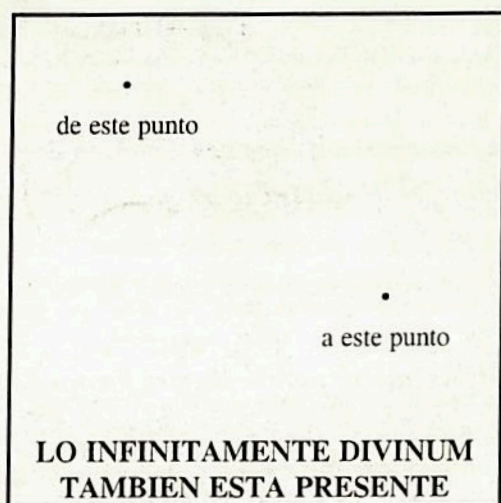 de este punto
a este punto
LO INFINITAMENTE DIVINUM
TAMBIEN ESTA PRESENTE